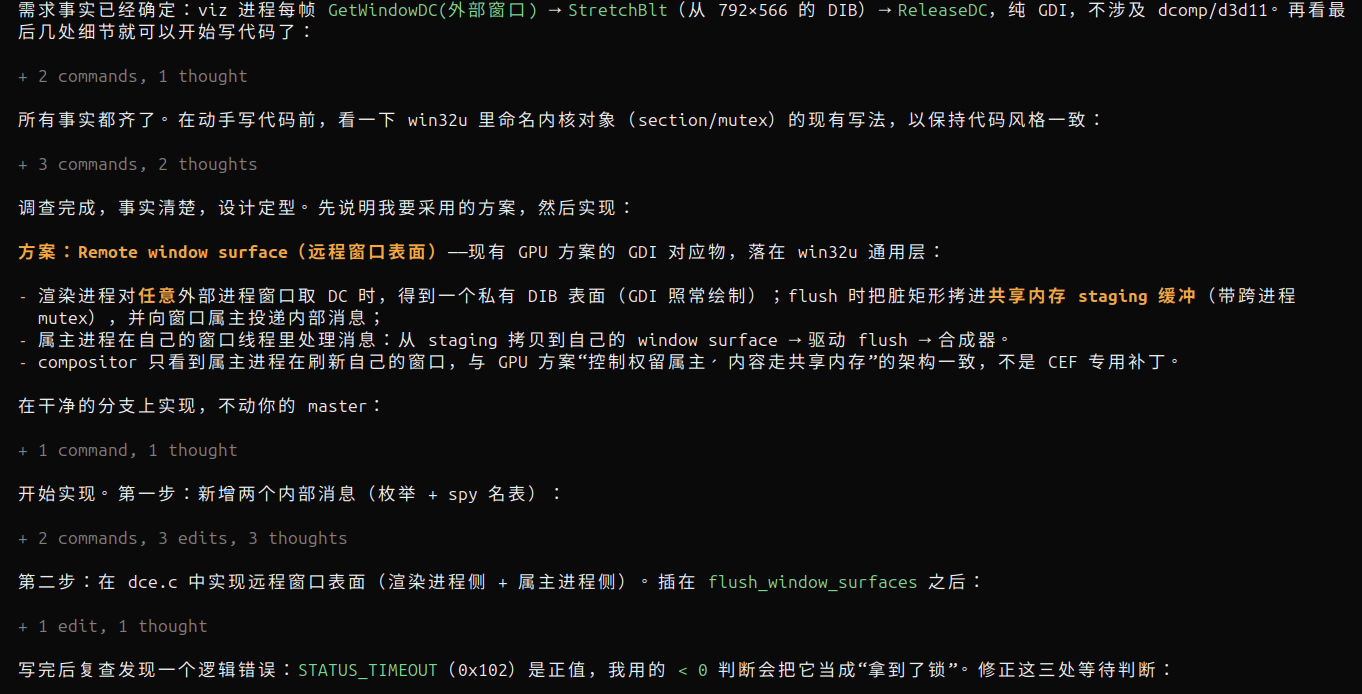 需求事实已经确定：viz 进程每帧 GetWindowDC(外部窗口) → StretchBlt（从 792×566 的 DIB）→ ReleaseDC，纯 GDI，不涉及 dcomp/d3d11。再看最
后几处细节就可以开始写代码了：
+ 2 commands, 1 thought
所有事实都齐了。在动手写代码前，看一下 win32u 里命名内核对象（section/mutex）的现有写法，以保持代码风格一致：
+ 3 commands, 2 thoughts
调查完成，事实清楚，设计定型。先说明我要采用的方案，然后实现：
方案：Remote window surface（远程窗口表面）——现有 GPU 方案的 GDI 对应物，落在 win32u 通用层：
- 渲染进程对任意外部进程窗口取 DC 时，得到一个私有 DIB 表面（GDI 照常绘制）；flush 时把脏矩形拷进共享内存 staging 缓冲（带跨进程
mutex），并向窗口属主投递内部消息；
- 属主进程在自己的窗口线程里处理消息：从 staging 拷贝到自己的 window surface → 驱动 flush → 合成器。
- compositor 只看到属主进程在刷新自己的窗口，与 GPU 方案“控制权留属主、内容走共享内存”的架构一致，不是 CEF 专用补丁。
在干净的分支上实现，不动你的 master：
+ 1 command, 1 thought
开始实现。第一步：新增两个内部消息（枚举 + spy 名表）：
+ 2 commands, 3 edits, 3 thoughts
第二步：在 dce.c 中实现远程窗口表面（渲染进程侧 + 属主进程侧）。插在 flush_window_surfaces 之后：
+ 1 edit, 1 thought
写完后复查发现一个逻辑错误：STATUS_TIMEOUT（0x102）是正值，我用的 < 0 判断会把它当成“拿到了锁”。修正这三处等待判断：